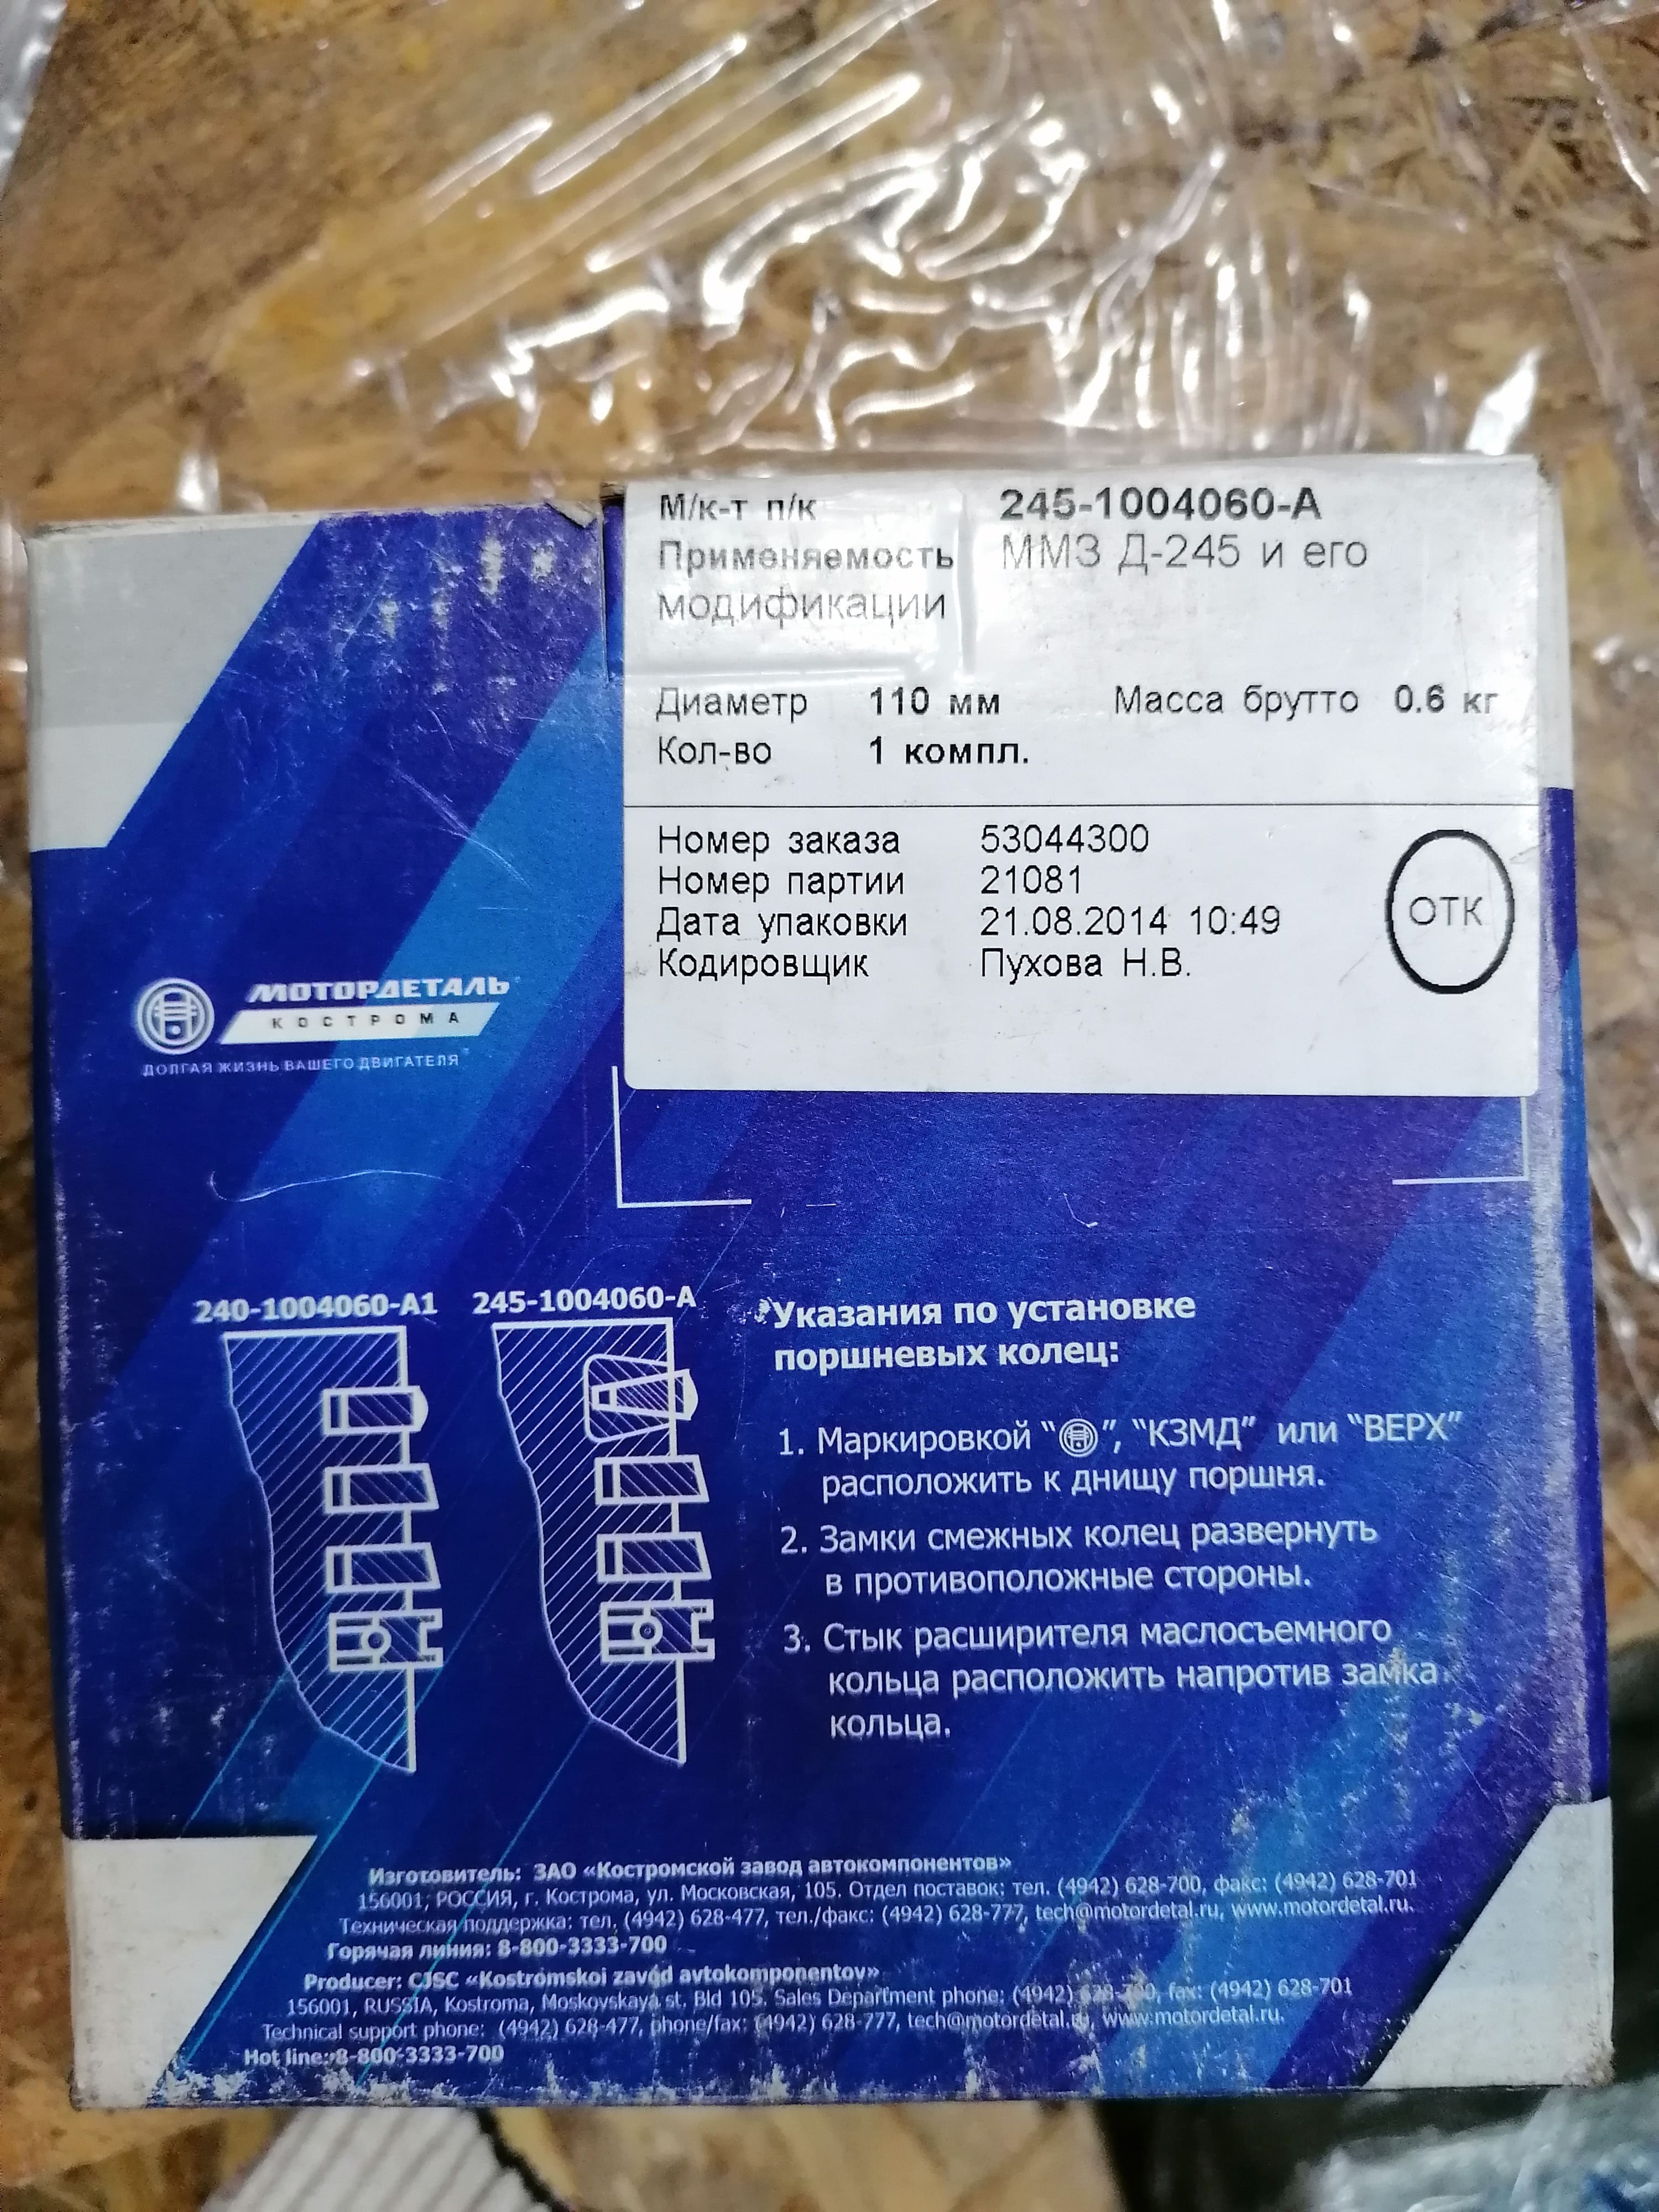 М/к-т п/к 245-1004060-А
Применяемость ММЗ Д-245 и его
модификации
Диаметр 110 мм Масса брутто 0.6 кг
Кол-во 1 компл.
Номер заказа 53044300
Номер партии 21081
Дата упаковки 21.08.2014 10:49
Кодировщик Пухова Н.В.
ОТК
МОТОРДЕТАЛЬ
КОСТРОМА
ДОЛГАЯ ЖИЗНЬ ВАШЕГО ДВИГАТЕЛЯ
240-1004060-А1 245-1004060-А
Указания по установке
поршневых колец:
1. Маркировкой “ ”, “КЗМД” или “ВЕРХ”
расположить к днищу поршня.
2. Замки смежных колец развернуть
в противоположные стороны.
3. Стык расширителя маслосъемного
кольца расположить напротив замка
кольца.
Изготовитель: ЗАО «Костромской завод автокомпонентов»
156001, РОССИЯ, г. Кострома, ул. Московская, 105. Отдел поставок: тел. (4942) 628-700, факс: (4942) 628-701
Техническая поддержка: тел. (4942) 628-477, тел./факс: (4942) 628-777, tech@motordetal.ru, www.motordetal.ru.
Горячая линия: 8-800-3333-700
Producer: CJSC «Kostromskoi zavod avtokomponentov»
156001, RUSSIA, Kostroma, Moskovskaya st. Bld 105. Sales Department phone: (4942) 628-700, fax: (4942) 628-701
Technical support phone: (4942) 628-477, phone/fax: (4942) 628-777, tech@motordetal.ru, www.motordetal.ru.
Hot line: 8-800-3333-700